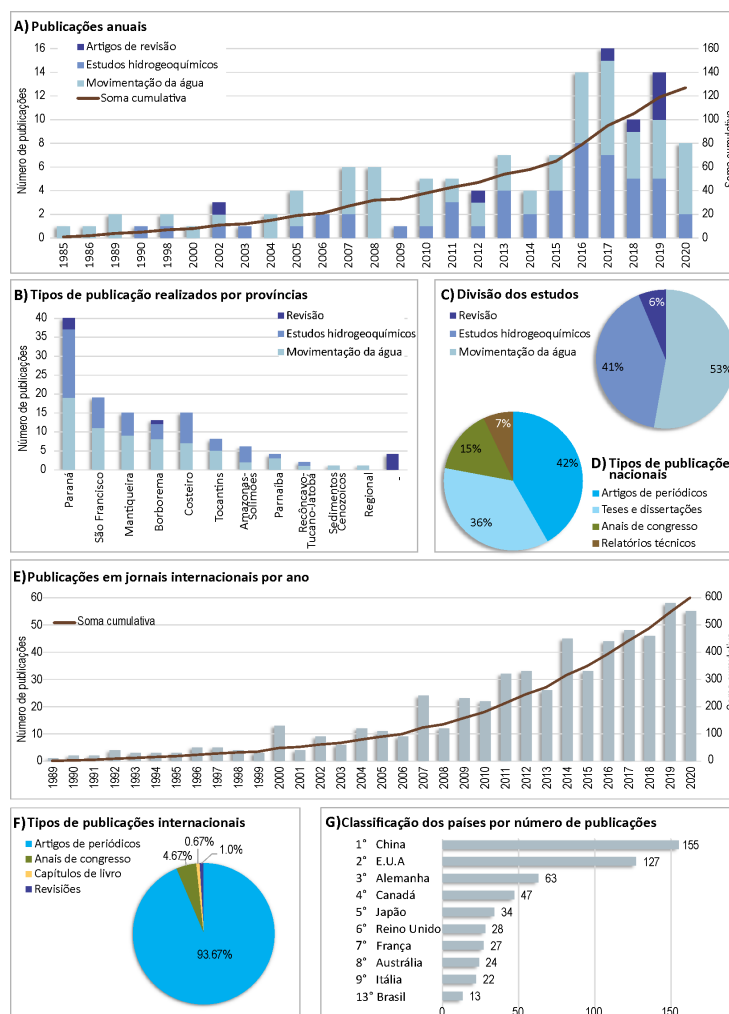 A) Publicações anuais
Artigos de revisão
Estudos hidrogeoquímicos
Movimentação da água
Soma cumulativa
Número de publicações
16
14
12
10
8
6
4
2
0
160
140
120
100
80
60
40
20
0
Soma cumulativa
1985
1986
1989
1990
1998
2000
2002
2003
2004
2005
2006
2007
2008
2009
2010
2011
2012
2013
2014
2015
2016
2017
2018
2019
2020
B) Tipos de publicação realizados por províncias
Revisão
Estudos hidrogeoquímicos
Movimentação da água
Número de publicações
40
35
30
25
20
15
10
5
0
Paraná
São Francisco
Mantiqueira
Borborema
Costeiro
Tocantins
Amazonas-
Solimões
Parnaíba
Recôncavo-
Tucano-Jatobá
Sedimentos
Cenozoicos
Regional
-
C) Divisão dos estudos
Revisão
Estudos hidrogeoquímicos
Movimentação da água
6%
41%
53%
7%
15%
42%
36%
D) Tipos de publicaçõe
nacionais
Artigos de periódicos
Teses e dissertações
Anais de congresso
Relatórios técnicos
E) Publicações em jornais internacionais por ano
Soma cumulativa
Número de publicações
60
50
40
30
20
10
0
600
500
400
300
200
100
0
1989
1990
1991
1992
1993
1994
1995
1996
1997
1998
1999
2000
2001
2002
2003
2004
2005
2006
2007
2008
2009
2010
2011
2012
2013
2014
2015
2016
2017
2018
2019
2020
F) Tipos de publicações internacionais
Artigos de periódicos
Anais de congresso
Capítulos de livro
Revisiões
0.67%
4.67%
1.0%
93.67%
G) Classificação dos países por número de publicações
1° China 155
2° E.U.A 127
3° Alemanha 63
4° Canadá 47
5° Japão 34
6° Reino Unido 28
7° França 27
8° Austrália 24
9° Itália 22
13° Brasil 13
0 50 100 150